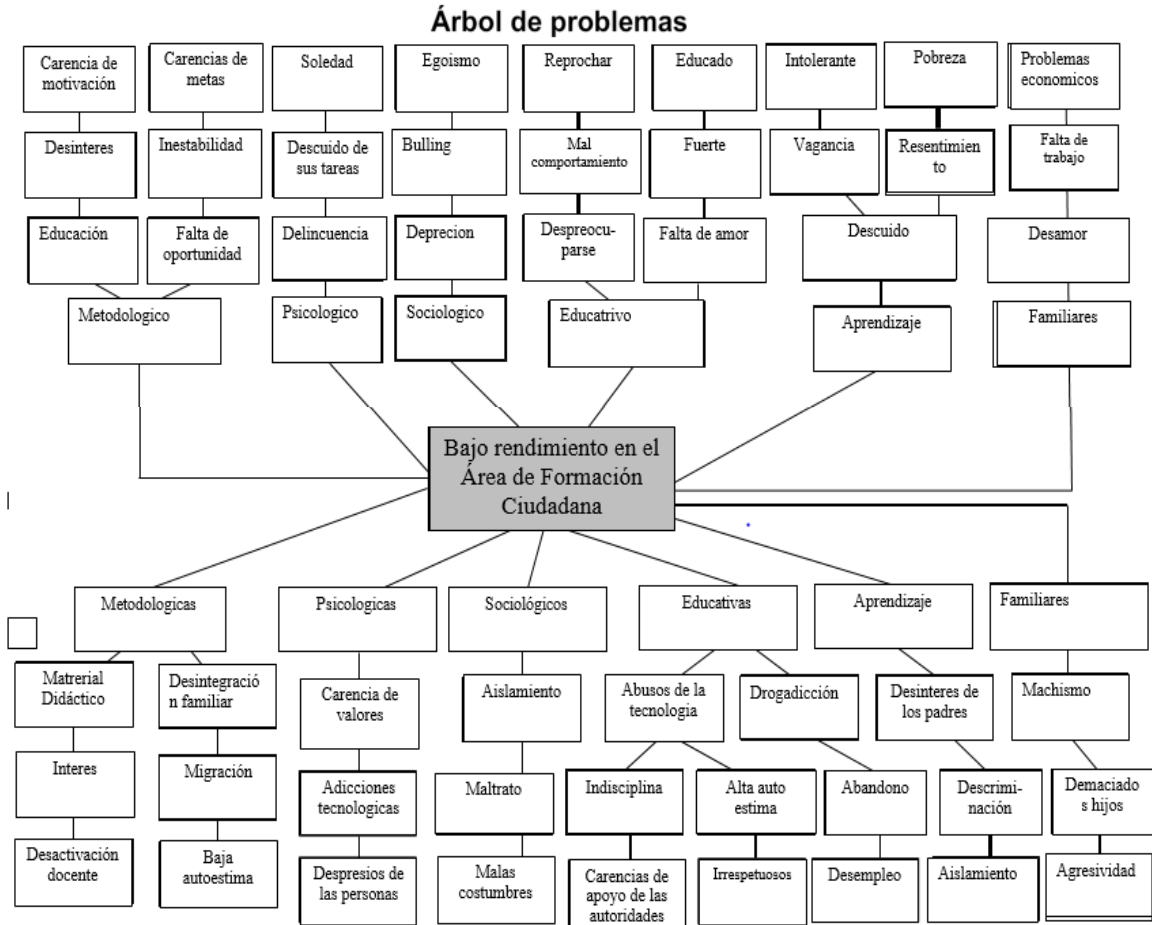 Árbol de problemas
Carencia de
motivación
Carencias de
metas
Soledad
Egoismo
Reprochar
Educado
Intolerante
Pobreza
Problemas
economicos
Desinteres
Inestabilidad
Descuido de
sus tareas
Bulling
Mal
comportamiento
Fuerte
Vagancia
Resentimien
to
Falta de
trabajo
Educación
Falta de
oportunidad
Delincuencia
Deprecion
Despreocu-
parse
Falta de amor
Descuido
Desamor
Metodologico
Psicologico
Sociologico
Educatrivo
Aprendizaje
Familiares
Bajo rendimiento en el
Área de Formación
Ciudadana
Metodologicas
Psicologicas
Sociológicos
Educativas
Aprendizaje
Familiares
Matrerial
Didáctico
Desintegració
n familiar
Carencia de
valores
Aislamiento
Abusos de la
tecnologia
Drogadicción
Desinteres de
los padres
Machismo
Interes
Migración
Adicciones
tecnologicas
Maltrato
Indisciplina
Alta auto
estima
Abandono
Descrimi-
nación
Demaciado
s hijos
Desactivación
docente
Baja
autoestima
Despresios de
las personas
Malas
costumbres
Carencias de
apoyo de las
autoridades
Irrespetuosos
Desempleo
Aislamiento
Agresividad